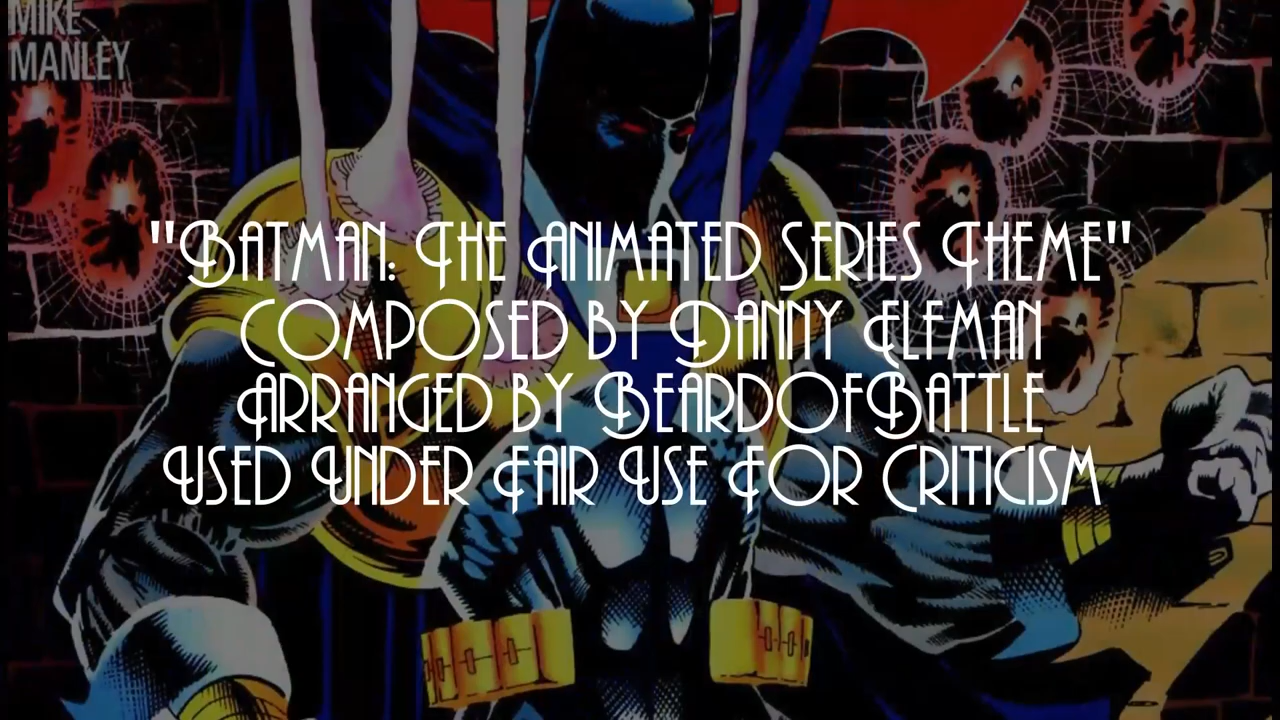 MIKE
MANLEY
"Batman: The Animated Series Theme"
Composed by Danny Elfman
Arranged by BeardofBattle
Used Under Fair Use For Criticism